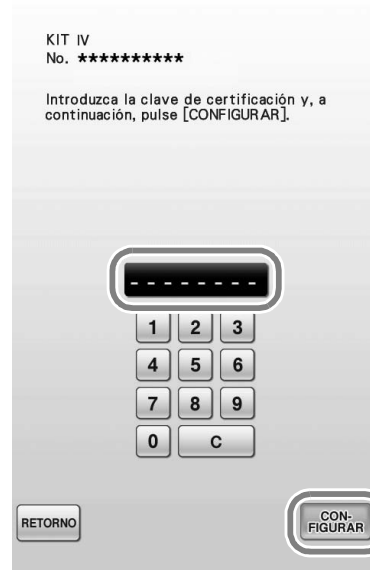 KIT IV
No. **********
Introduzca la clave de certificación y, a
continuación, pulse [CONFIGURAR].
- - - - - - - -
1 2 3
4 5 6
7 8 9
0 C
RETORNO
CON-
FIGURAR